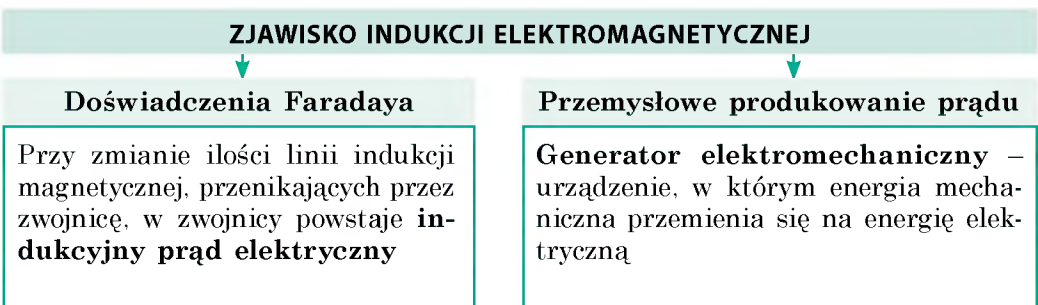 ZJAWISKO INDUKCJI ELEKTROMAGNETYCZNEJ
Doświadczenia Faradaya
Przy zmianie ilości linii indukcji
magnetycznej, przenikających przez
zwojnicę, w zwojnicy powstaje in-
dukcyjny prąd elektryczny
Przemysłowe produkowanie prądu
Generator elektromechaniczny –
urządzenie, w którym energia mecha-
niczna przemienia się na energię elek-
tryczną